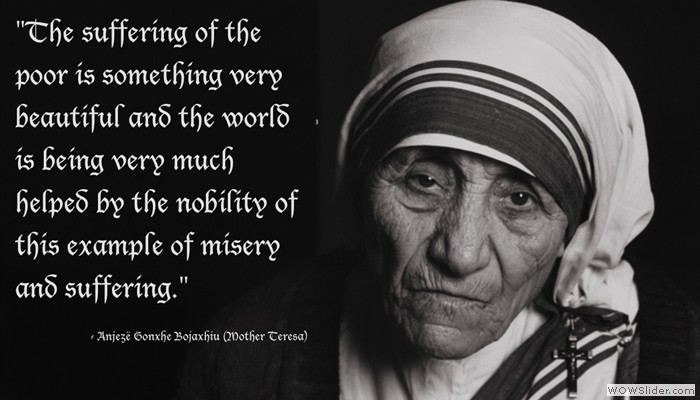 "The suffering of the
poor is something very
beautiful and the world
is being very much
helped by the nobility of
this example of misery
and suffering."
- Anjezë Gonxhe Bojaxhiu (Mother Teresa)
WOWSlider.com